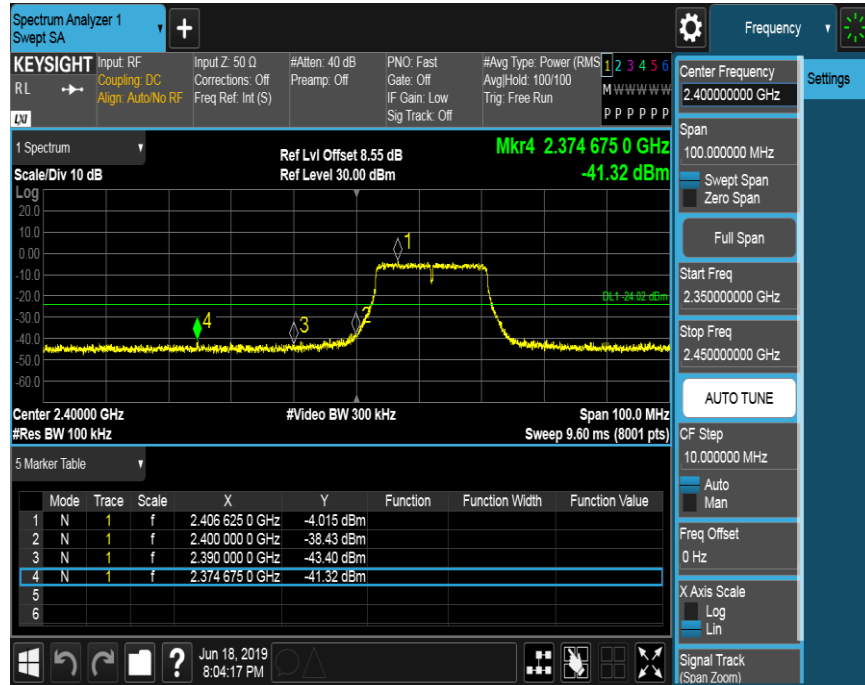 Spectrum Analyzer 1
Swept SA
Frequency
KEYSIGHT
RL
LXI
Input: RF
Coupling: DC
Align: Auto/No RF
Input Z: 50 Ω
Corrections: Off
Freq Ref: Int (S)
#Atten: 40 dB
Preamp: Off
PNO: Fast
Gate: Off
IF Gain: Low
Sig Track: Off
#Avg Type: Power (RMS
Avg|Hold: 100/100
Trig: Free Run
1 2 3 4 5 6
M W W W W W
P P P P P P
Center Frequency
2.400000000 GHz
Settings
Span
100.000000 MHz
Swept Span
Zero Span
Full Span
Start Freq
2.350000000 GHz
Stop Freq
2.450000000 GHz
AUTO TUNE
CF Step
10.000000 MHz
Auto
Man
Freq Offset
0 Hz
X Axis Scale
Log
Lin
Signal Track
(Span Zoom)
1 Spectrum
Scale/Div 10 dB
Ref Lvl Offset 8.55 dB
Ref Level 30.00 dBm
Mkr4 2.374 675 0 GHz
-41.32 dBm
Log
20.0
10.0
0.00
-10.0
-20.0
-30.0
-40.0
-50.0
-60.0
1
2
3
4
DL1 -24.02 dBm
Center 2.40000 GHz
#Video BW 300 kHz
Span 100.0 MHz
#Res BW 100 kHz
Sweep 9.60 ms (8001 pts)
5 Marker Table
Mode Trace Scale X Y Function Function Width Function Value
1 N 1 f 2.406 625 0 GHz -4.015 dBm
2 N 1 f 2.400 000 0 GHz -38.43 dBm
3 N 1 f 2.390 000 0 GHz -43.40 dBm
4 N 1 f 2.374 675 0 GHz -41.32 dBm
5
6
?
Jun 18, 2019
8:04:17 PM